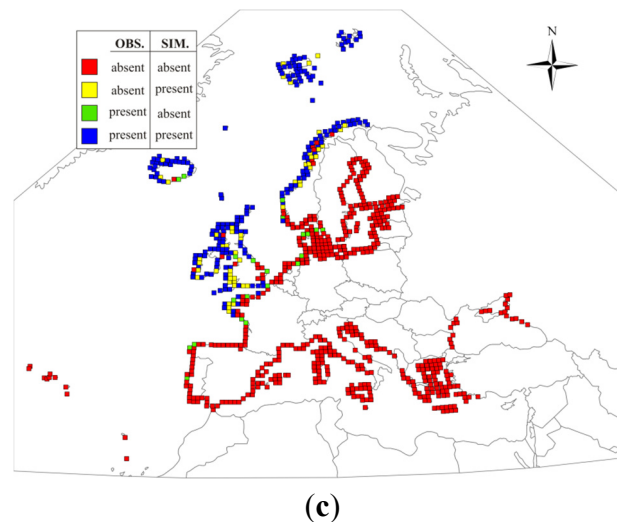 OBS. SIM.
absent absent
absent present
present absent
present present
N
(c)